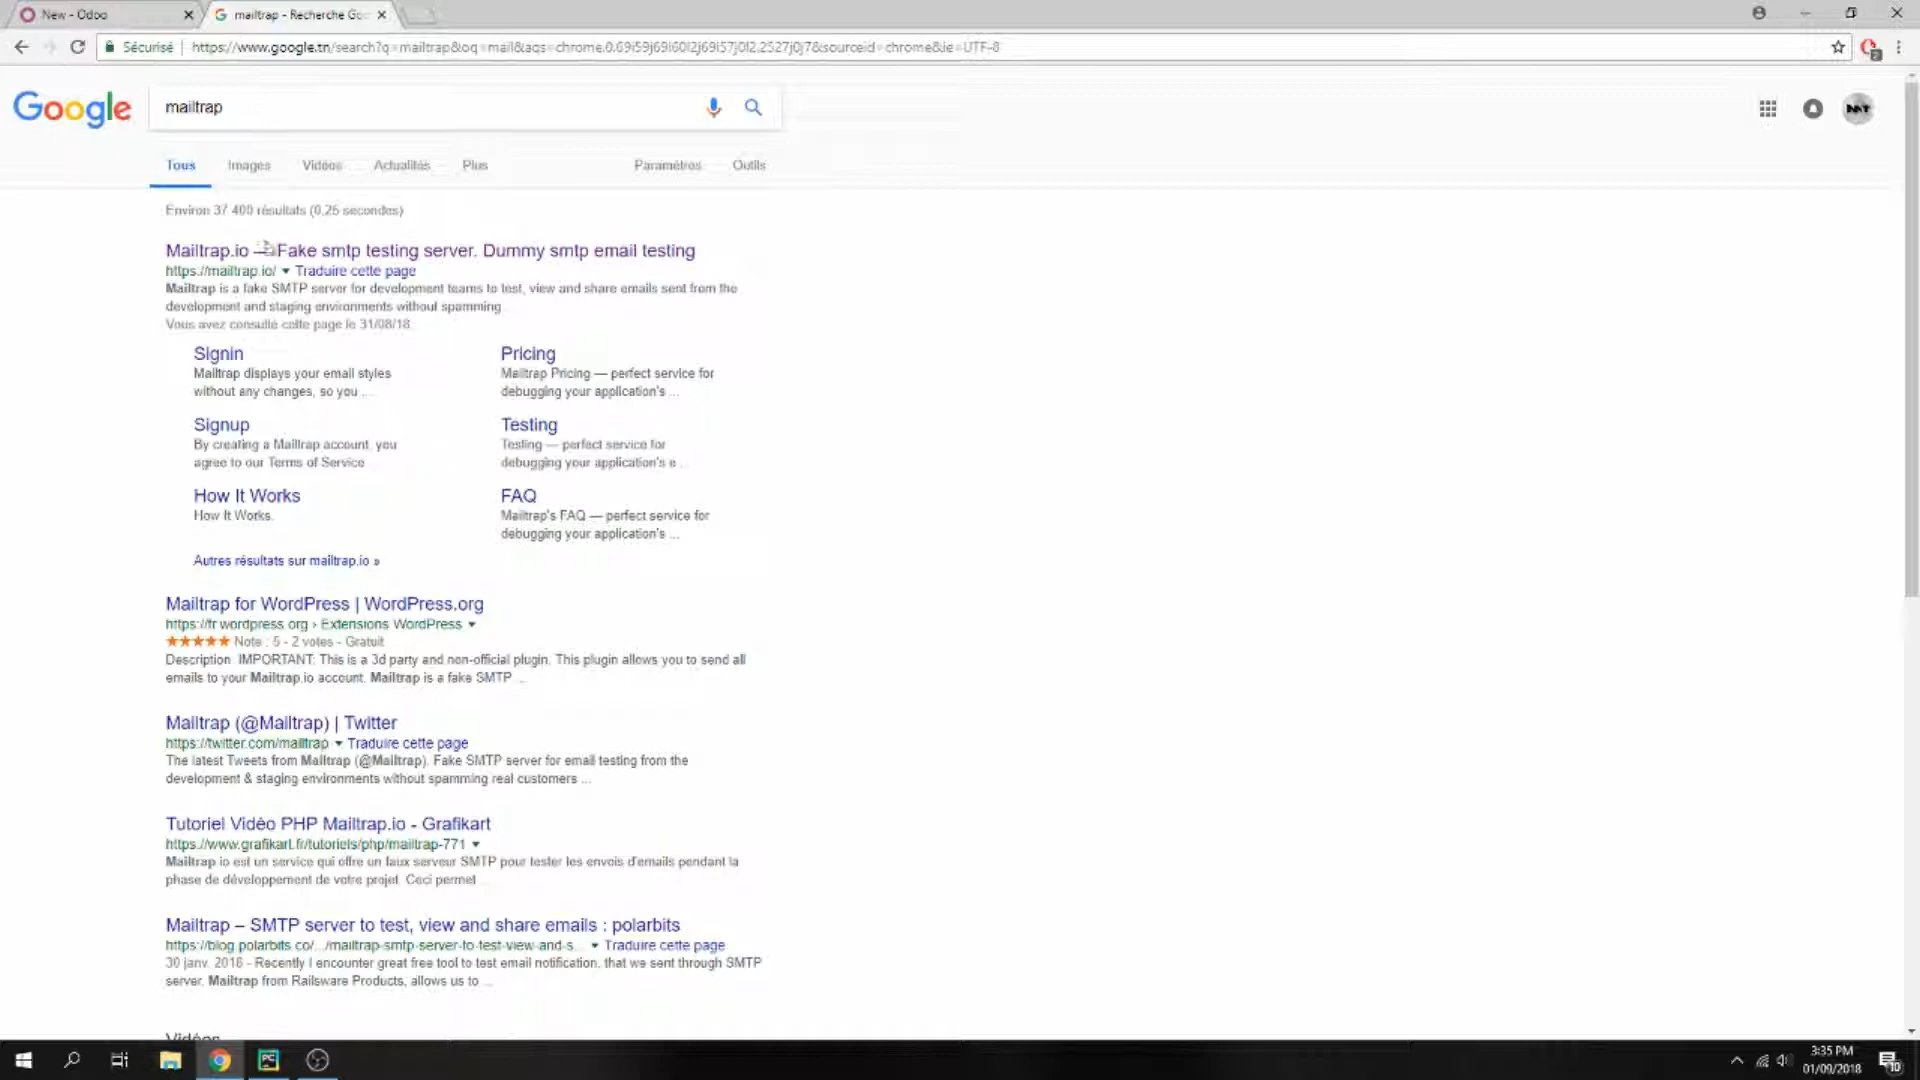 New - Odoo
mailtrap - Recherche Goo
Sécurisé
https://www.google.tn/search?q=mailtrap&oq=mail&aqs=chrome.0.69i59j69i60l2j69i57j0l2.2527j0j7&sourceid=chrome&ie=UTF-8
Google
mailtrap
Tous Images Vidéos Actualités Plus Paramètres Outils
Environ 37 400 résultats (0,25 secondes)
Mailtrap.io — Fake smtp testing server. Dummy smtp email testing
https://mailtrap.io/ ▾ Traduire cette page
Mailtrap is a fake SMTP server for development teams to test, view and share emails sent from the
development and staging environments without spamming
Vous avez consulté cette page le 31/08/18.
Signin
Mailtrap displays your email styles
without any changes, so you ...
Pricing
Mailtrap Pricing — perfect service for
debugging your application's ...
Signup
By creating a Mailtrap account, you
agree to our Terms of Service
Testing
Testing — perfect service for
debugging your application's e ...
How It Works
How It Works.
FAQ
Mailtrap's FAQ — perfect service for
debugging your application's ...
Autres résultats sur mailtrap.io »
Mailtrap for WordPress | WordPress.org
https://fr.wordpress.org › Extensions WordPress ▾
★★★★★ Note : 5 - 2 votes - Gratuit
Description. IMPORTANT: This is a 3d party and non-official plugin. This plugin allows you to send all
emails to your Mailtrap.io account. Mailtrap is a fake SMTP ...
Mailtrap (@Mailtrap) | Twitter
https://twitter.com/mailtrap ▾ Traduire cette page
The latest Tweets from Mailtrap (@Mailtrap). Fake SMTP server for email testing from the
development & staging environments without spamming real customers ...
Tutoriel Vidéo PHP Mailtrap.io - Grafikart
https://www.grafikart.fr/tutoriels/php/mailtrap-771 ▾
Mailtrap.io est un service qui offre un faux serveur SMTP pour tester les envois d'emails pendant la
phase de développement de votre projet. Ceci permet ...
Mailtrap – SMTP server to test, view and share emails : polarbits
https://blog.polarbits.co/.../mailtrap-smtp-server-to-test-view-and-s... ▾ Traduire cette page
30 janv. 2016 - Recently I encounter great free tool to test email notification, that we sent through SMTP
server. Mailtrap from Railsware Products, allows us to ...
Vidéos
PC
3:35 PM
01/09/2018
10